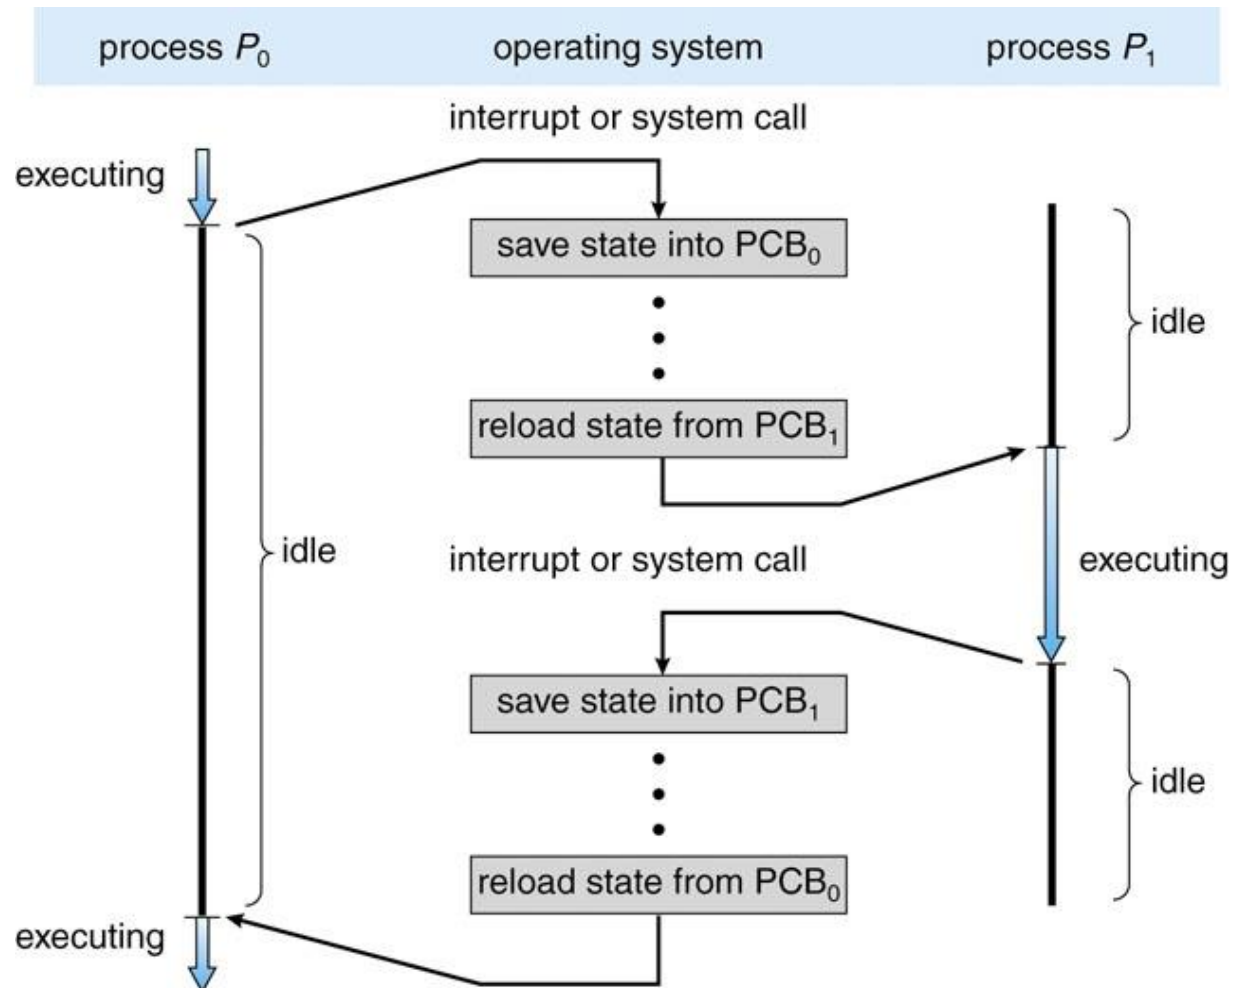 process P₀
operating system
process P₁
interrupt or system call
executing
save state into PCB₀
idle
reload state from PCB₁
idle
interrupt or system call
executing
save state into PCB₁
idle
reload state from PCB₀
executing